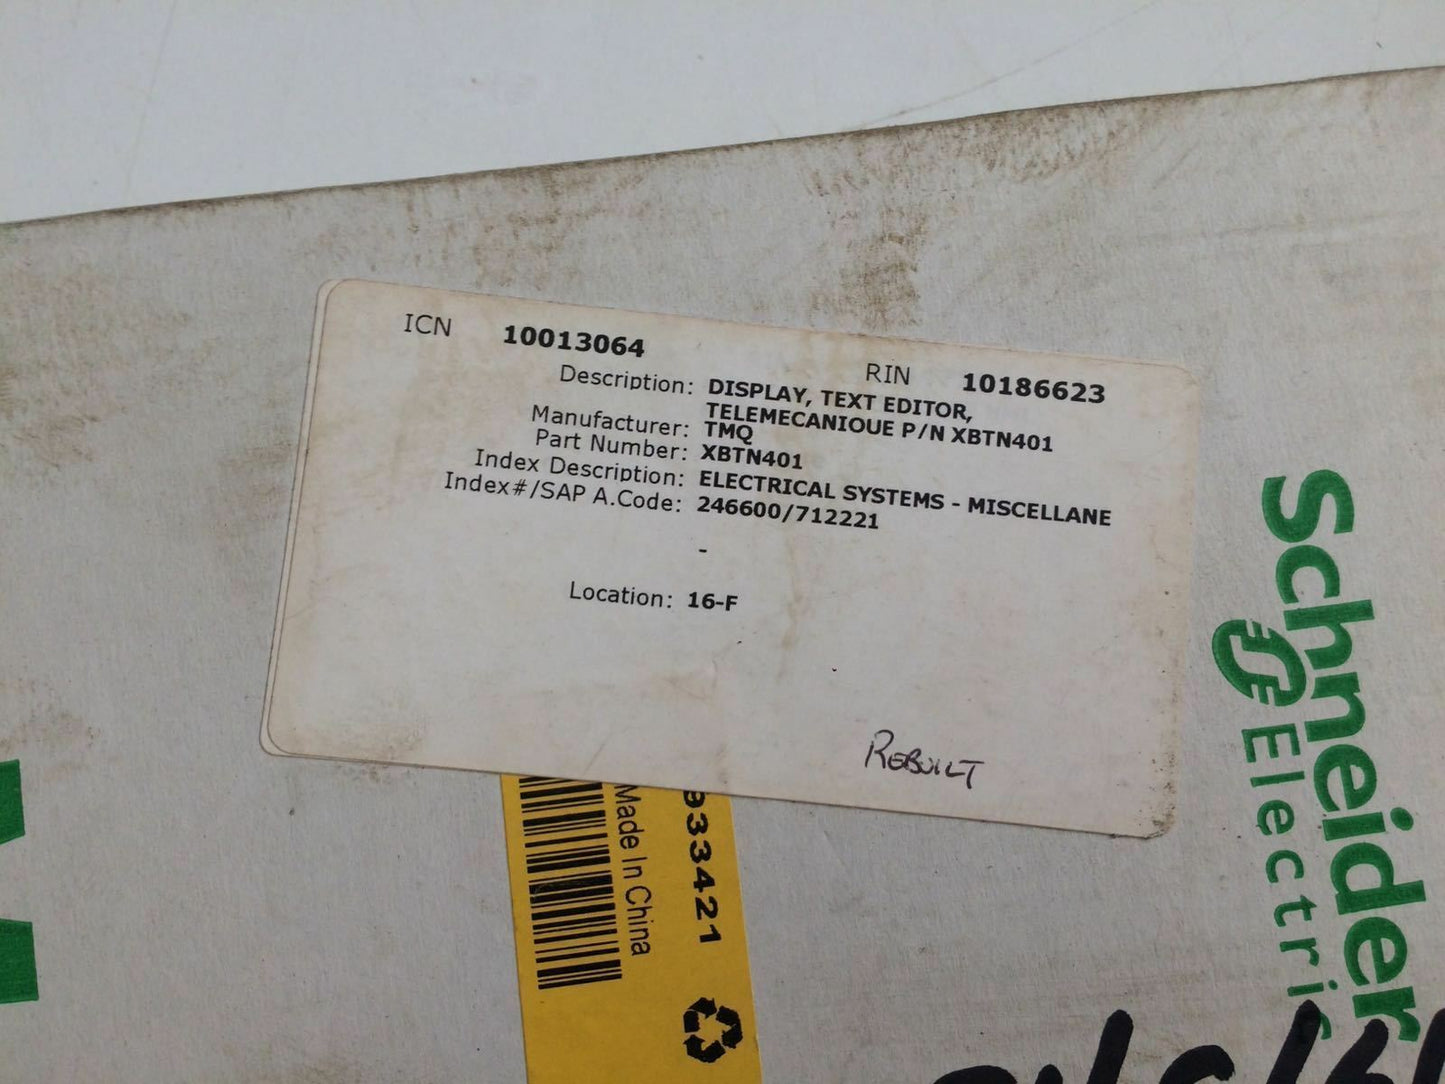 ICN 10013064
RIN 10186623
Description: DISPLAY, TEXT EDITOR,
TELEMECANIOUE P/N XBTN401
Manufacturer: TMQ
Part Number: XBTN401
Index Description: ELECTRICAL SYSTEMS - MISCELLANE
Index#/SAP A.Code: 246600/712221
-
Location: 16-F
REBUILT
Made In China
933421
Schneider
Electric